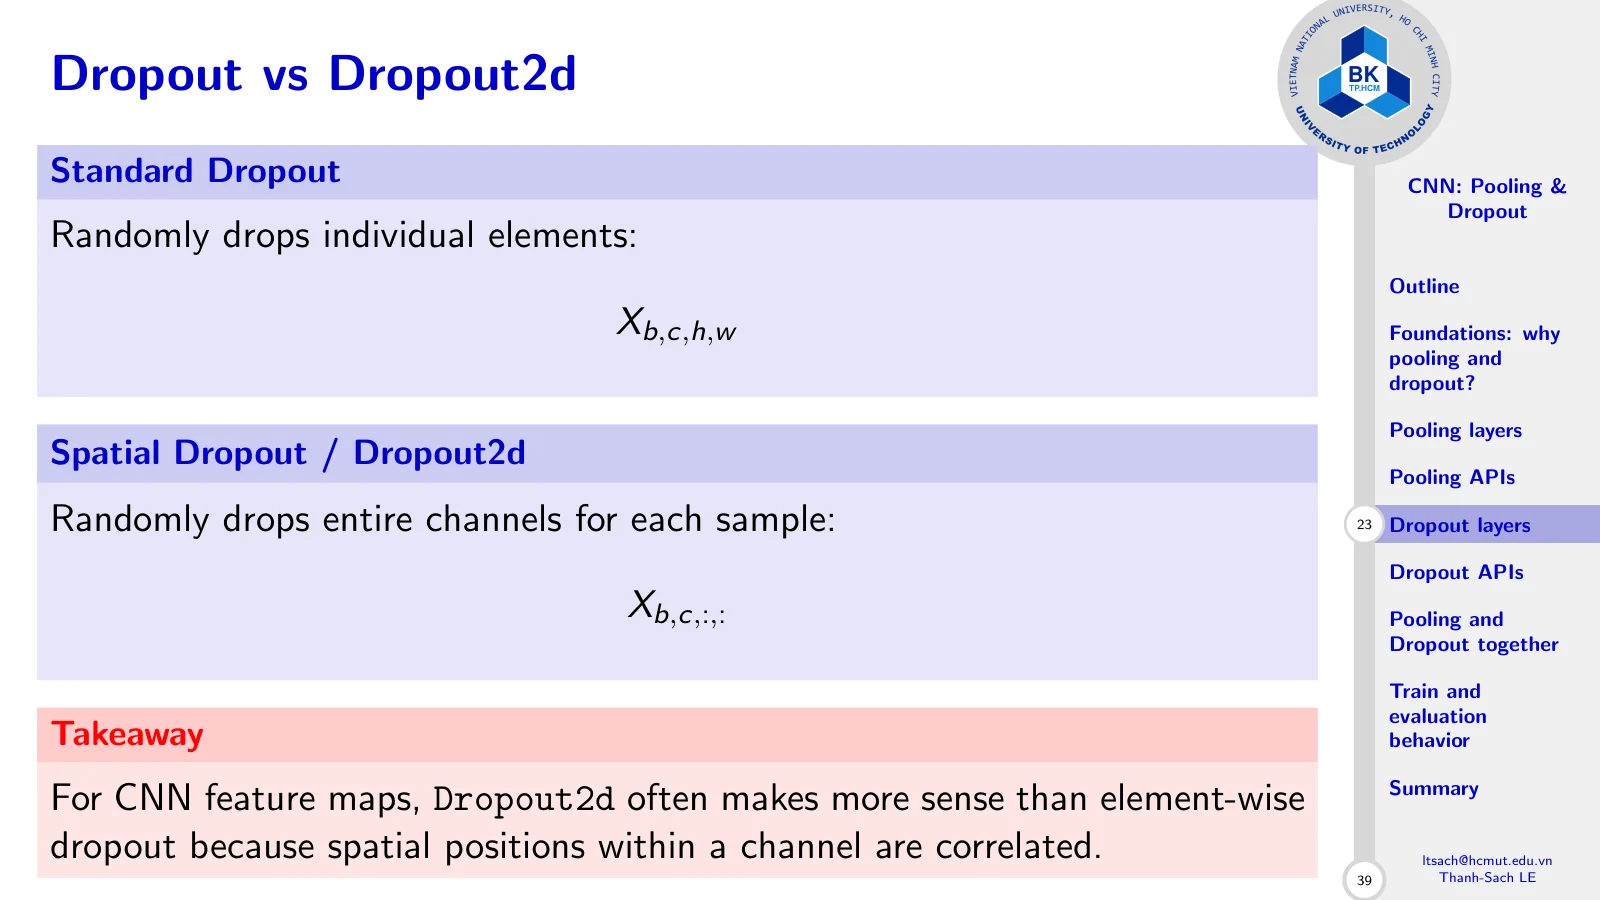 Dropout vs Dropout2d
Standard Dropout
Randomly drops individual elements:
X_{b,c,h,w}
Spatial Dropout / Dropout2d
Randomly drops entire channels for each sample:
X_{b,c,:,:}
Takeaway
For CNN feature maps, Dropout2d often makes more sense than element-wise
dropout because spatial positions within a channel are correlated.
VIETNAM NATIONAL UNIVERSITY, HO CHI MINH CITY
BK
TP.HCM
UNIVERSITY OF TECHNOLOGY
CNN: Pooling &
Dropout
Outline
Foundations: why
pooling and
dropout?
Pooling layers
Pooling APIs
23
Dropout layers
Dropout APIs
Pooling and
Dropout together
Train and
evaluation
behavior
Summary
ltsach@hcmut.edu.vn
Thanh-Sach LE
39